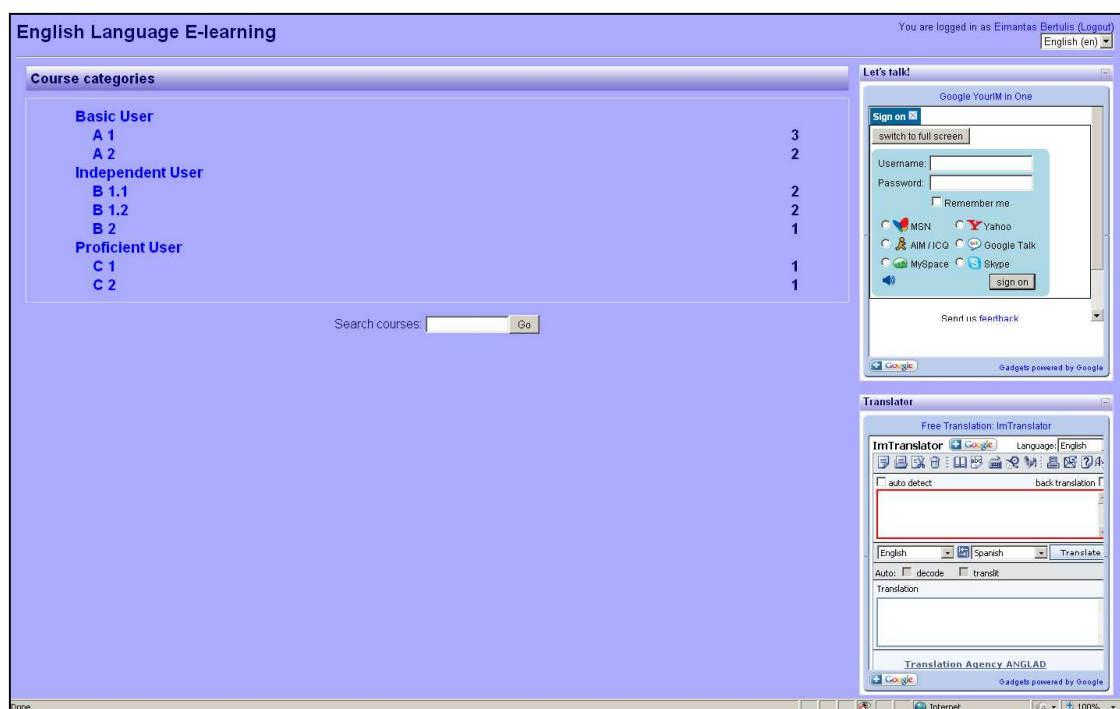 English Language E-learning
You are logged in as Eimantas Bertulis (Logout)
English (en)
Course categories
Basic User
A 1 3
A 2 2
Independent User
B 1.1 2
B 1.2 2
B 2 1
Proficient User
C 1 1
C 2 1
Search courses: Go
Let's talk!
Google YourIM in One
Sign on
switch to full screen
Username:
Password:
Remember me
MSN Yahoo
AIM / ICQ Google Talk
MySpace Skype
sign on
Send us feedback
Google Gadgets powered by Google
Translator
Free Translation: ImTranslator
ImTranslator Google Language: English
auto detect back translation
English Spanish Translate
Auto: decode translit
Translation
Translation Agency ANGLAD
Google Gadgets powered by Google
Done Internet 100%